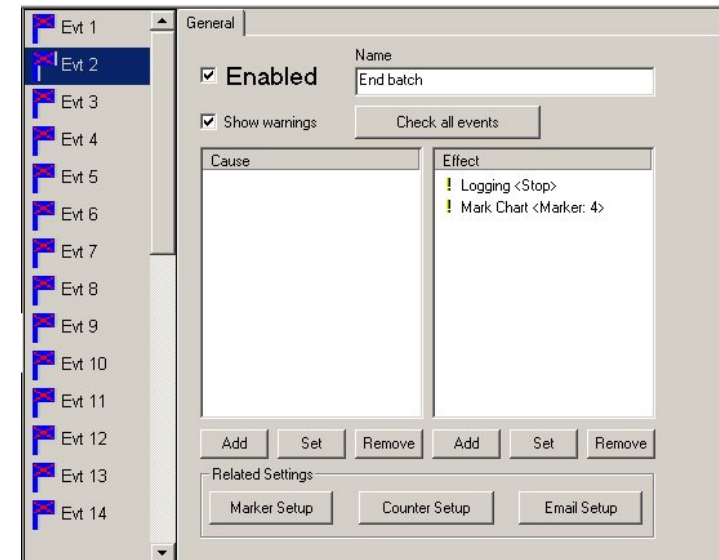 Evt 1
Evt 2
Evt 3
Evt 4
Evt 5
Evt 6
Evt 7
Evt 8
Evt 9
Evt 10
Evt 11
Evt 12
Evt 13
Evt 14
General
Enabled
Name
End batch
Show warnings
Check all events
Cause
Effect
! Logging <Stop>
! Mark Chart <Marker: 4>
Add Set Remove Add Set Remove
Related Settings
Marker Setup Counter Setup Email Setup